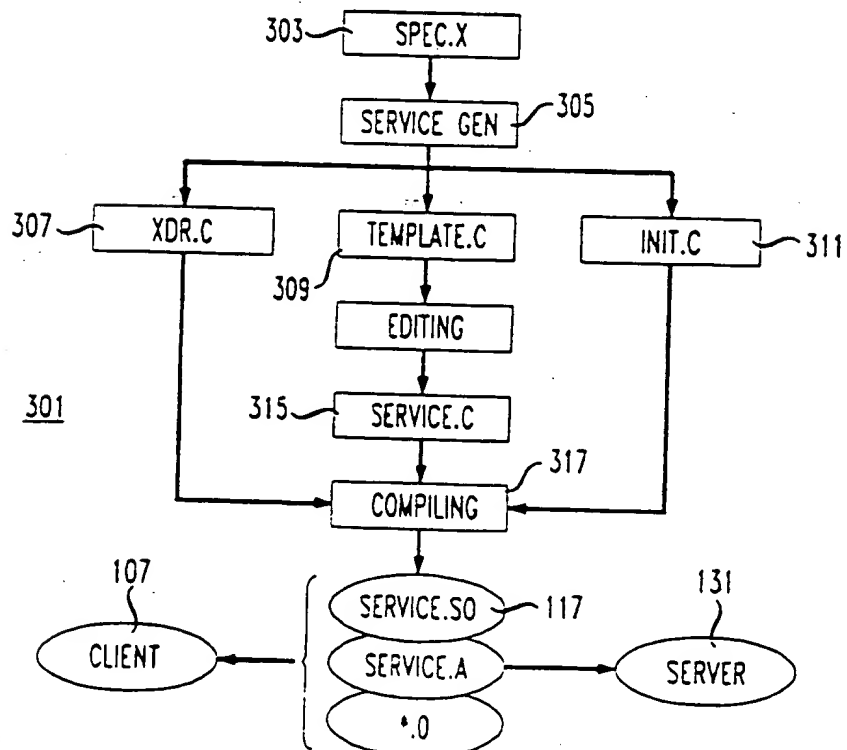 303 SPEC.X
SERVICE GEN 305
307 XDR.C
TEMPLATE.C
309
INIT.C 311
EDITING
301
315 SERVICE.C
317
COMPILING
107
SERVICE.SO 117
131
CLIENT
SERVICE.A
SERVER
*.O